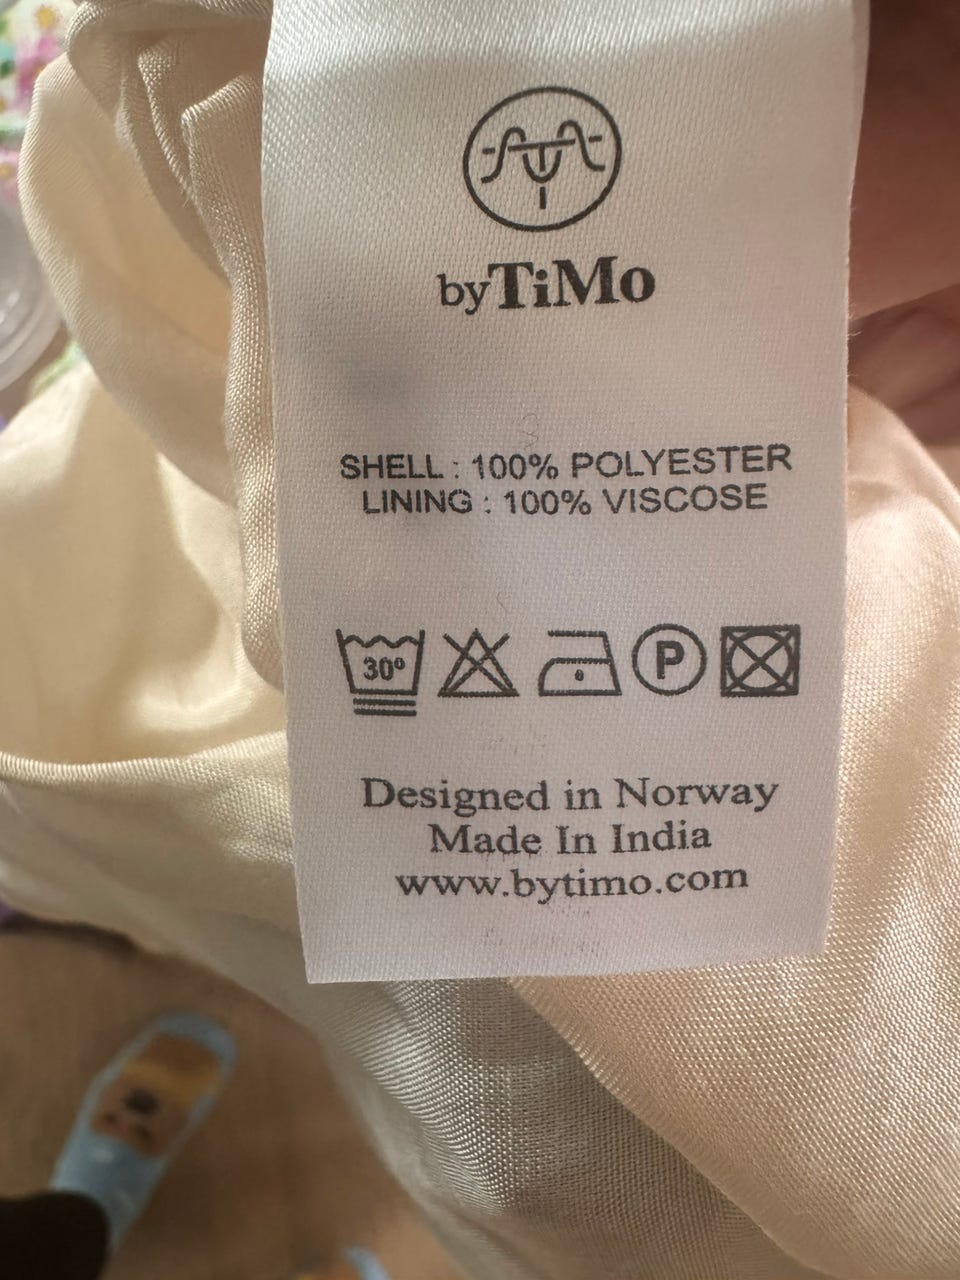 byTiMo
SHELL : 100% POLYESTER
LINING : 100% VISCOSE
30° P
Designed in Norway
Made In India
www.bytimo.com